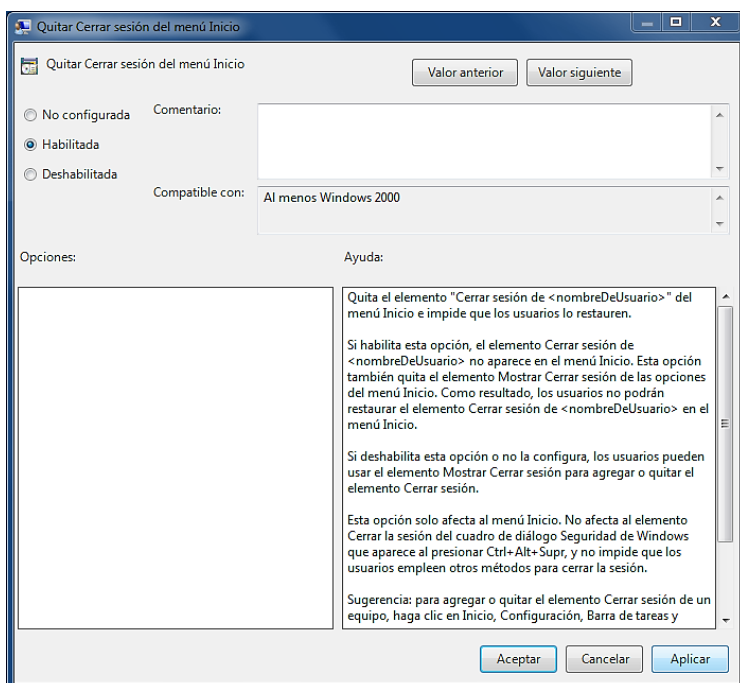 Quitar Cerrar sesión del menú Inicio
Quitar Cerrar sesión del menú Inicio
Valor anterior
Valor siguiente
No configurada
Habilitada
Deshabilitada
Comentario:
Compatible con:
Al menos Windows 2000
Opciones:
Ayuda:
Quita el elemento "Cerrar sesión de <nombreDeUsuario>" del
menú Inicio e impide que los usuarios lo restauren.
Si habilita esta opción, el elemento Cerrar sesión de
<nombreDeUsuario> no aparece en el menú Inicio. Esta opción
también quita el elemento Mostrar Cerrar sesión de las opciones
del menú Inicio. Como resultado, los usuarios no podrán
restaurar el elemento Cerrar sesión de <nombreDeUsuario> en el
menú Inicio.
Si deshabilita esta opción o no la configura, los usuarios pueden
usar el elemento Mostrar Cerrar sesión para agregar o quitar el
elemento Cerrar sesión.
Esta opción solo afecta al menú Inicio. No afecta al elemento
Cerrar la sesión del cuadro de diálogo Seguridad de Windows
que aparece al presionar Ctrl+Alt+Supr, y no impide que los
usuarios empleen otros métodos para cerrar la sesión.
Sugerencia: para agregar o quitar el elemento Cerrar sesión de un
equipo, haga clic en Inicio, Configuración, Barra de tareas y
Aceptar
Cancelar
Aplicar